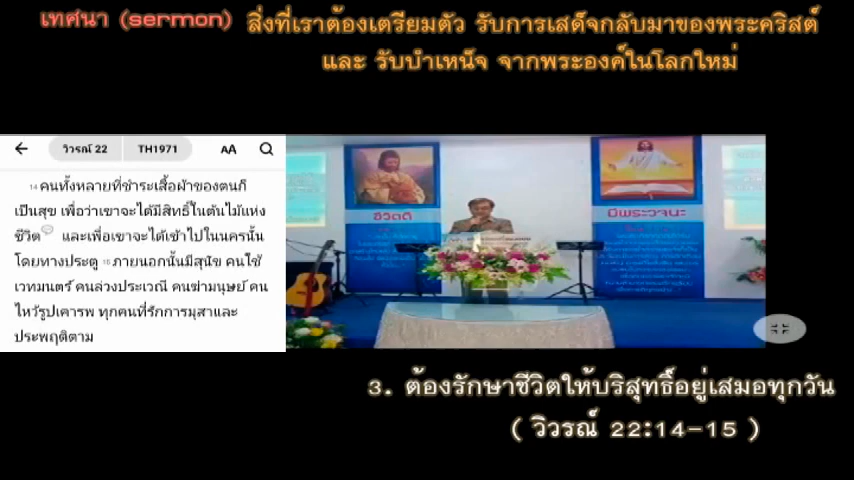 เทศนา (sermon) สิ่งที่เราต้องเตรียมตัว รับการเสด็จกลับมาของพระคริสต์
และ รับบำเหน็จ จากพระองค์ในโลกใหม่
วิวรณ์ 22 TH1971 AA
14 คนทั้งหลายที่ชำระเสื้อผ้าของตนก็
เป็นสุข เพื่อว่าเขาจะได้มีสิทธิ์ในต้นไม้แห่ง
ชีวิต และเพื่อเขาจะได้เข้าไปในนครนั้น
โดยทางประตู 15 ภายนอกนั้นมีสุนัข คนใช้
เวทมนตร์ คนล่วงประเวณี คนฆ่ามนุษย์ คน
ไหว้รูปเคารพ ทุกคนที่รักการมุสาและ
ประพฤติตาม
ชีวิตดี
มีพระวจนะ
3. ต้องรักษาชีวิตให้บริสุทธิ์อยู่เสมอทุกวัน
( วิวรณ์ 22:14-15 )